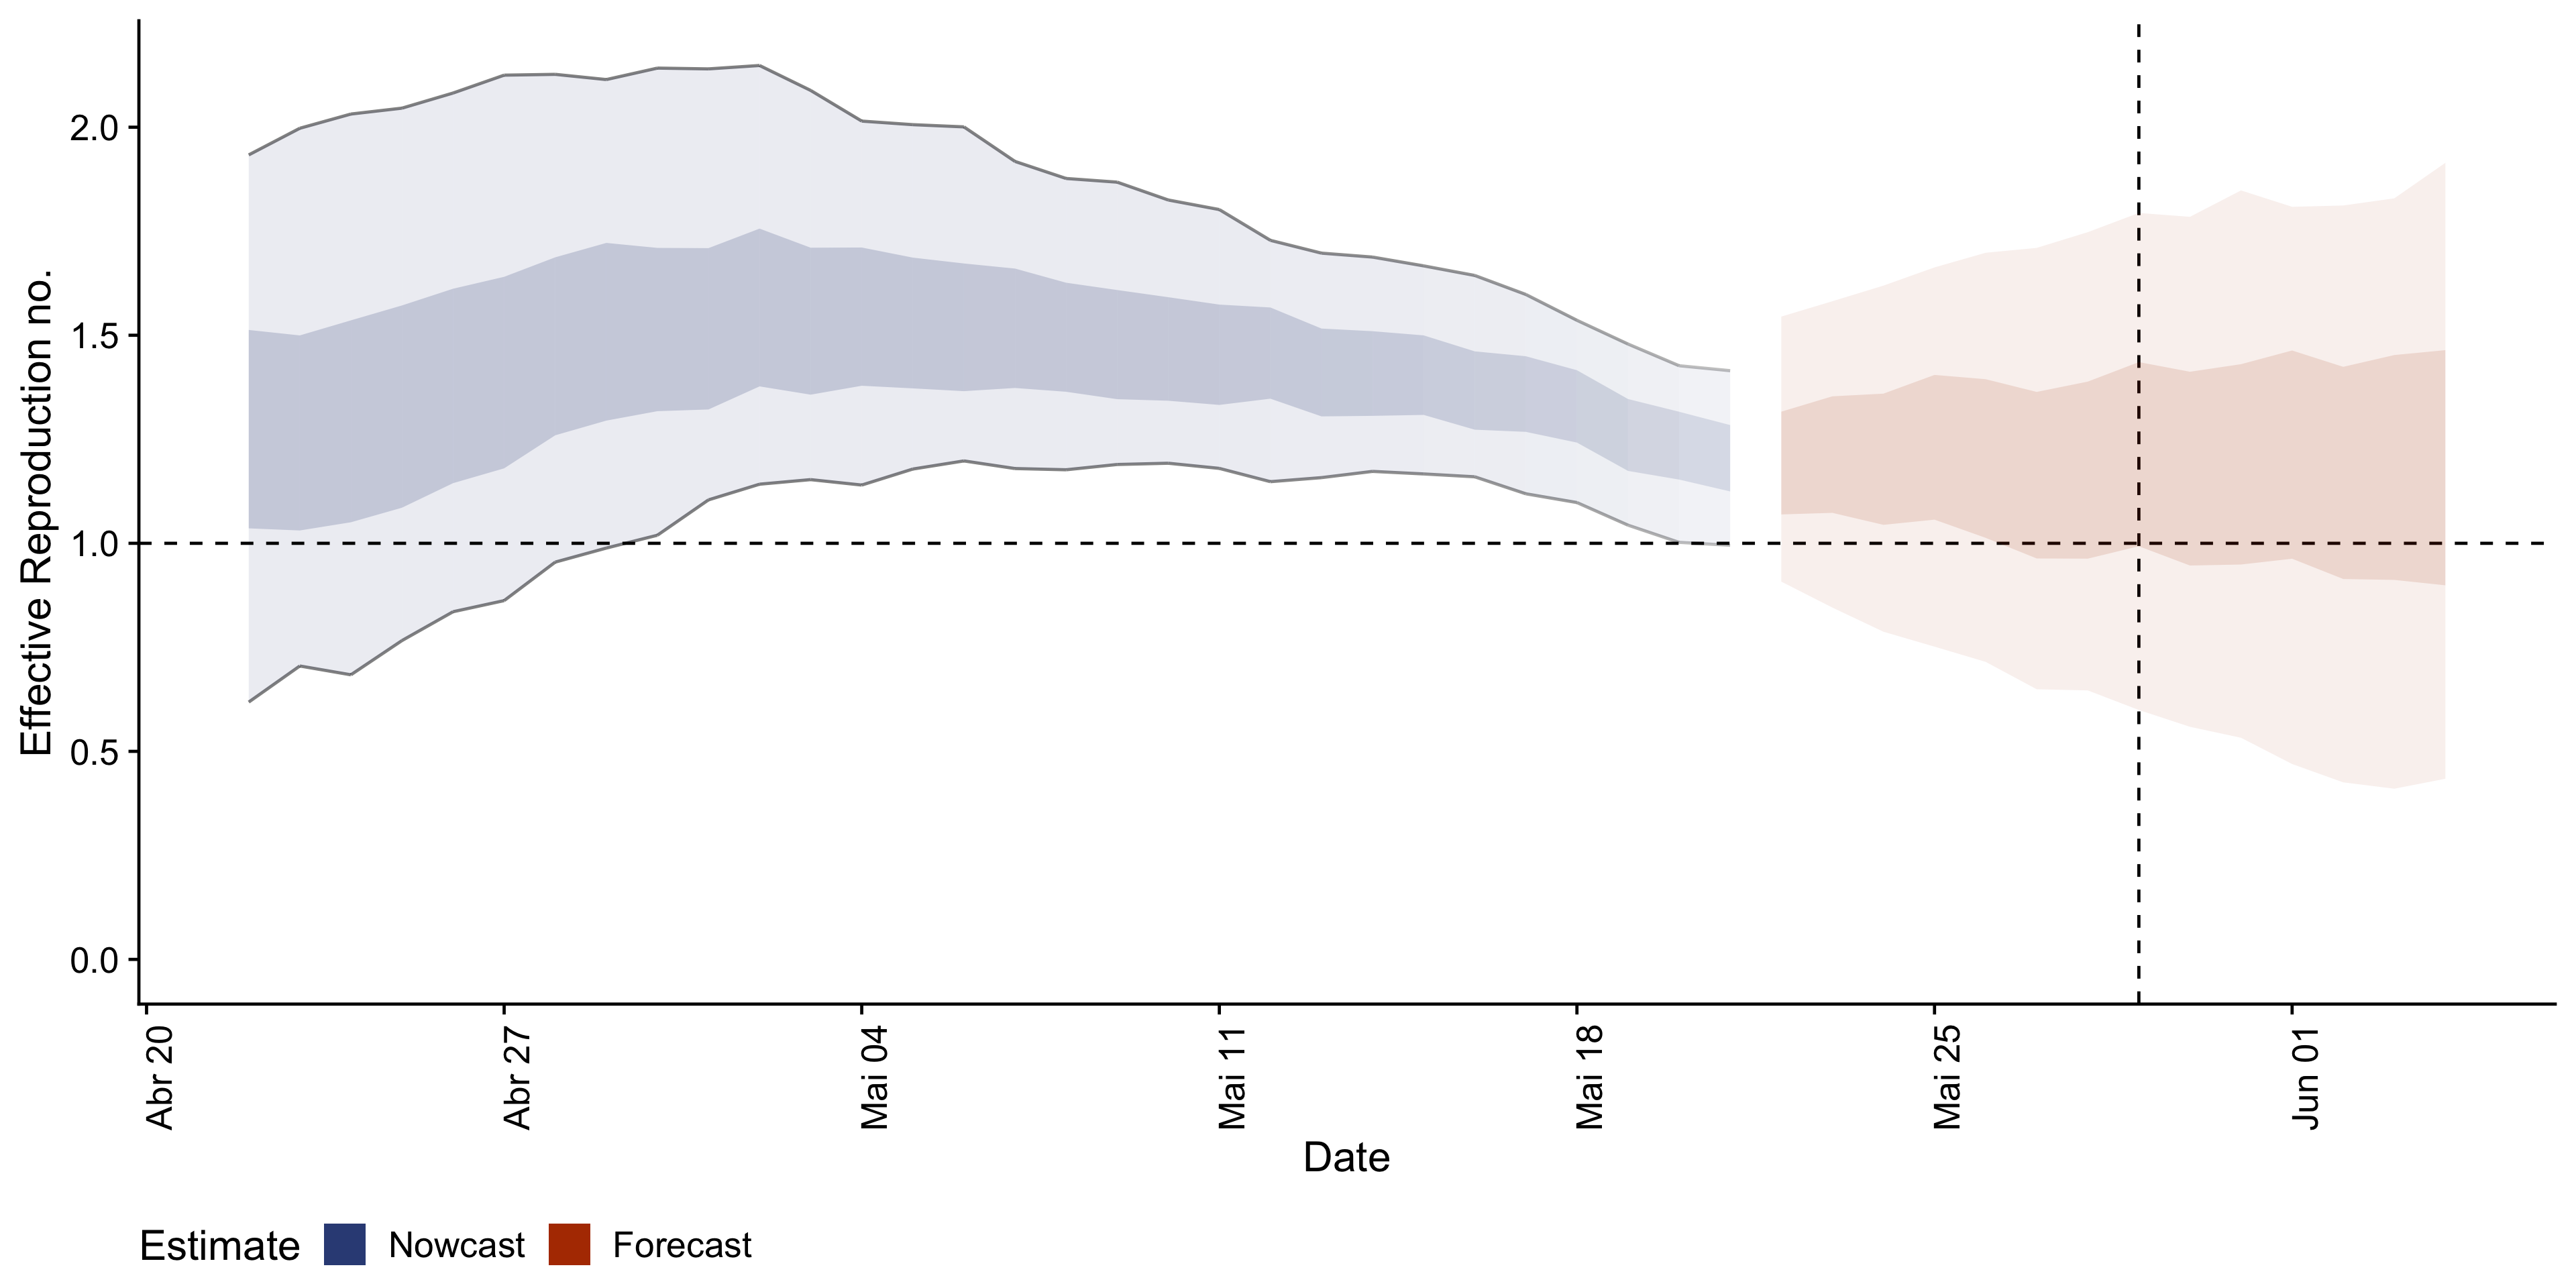 Effective Reproduction no.
2.0
1.5
1.0
0.5
0.0
Abr 20
Abr 27
Mai 04
Mai 11
Mai 18
Mai 25
Jun 01
Date
Estimate Nowcast Forecast